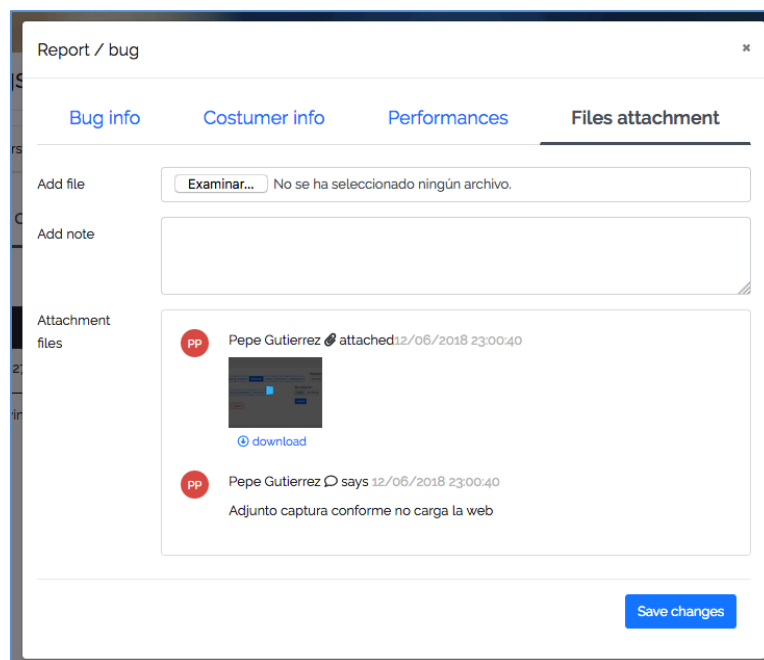 Report / bug ×
Bug info Costumer info Performances Files attachment
Add file Examinar... No se ha seleccionado ningún archivo.
Add note
Attachment
files
PP Pepe Gutierrez attached12/06/2018 23:00:40
download
PP Pepe Gutierrez says 12/06/2018 23:00:40
Adjunto captura conforme no carga la web
Save changes